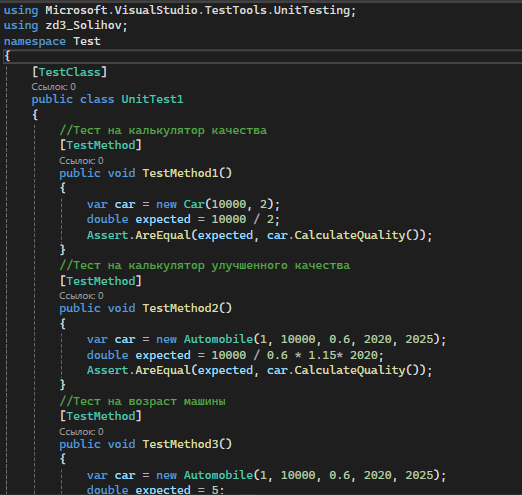 using Microsoft.VisualStudio.TestTools.UnitTesting;
using zd3_Solihov;
namespace Test
{
[TestClass]
Ссылок: 0
public class UnitTest1
{
//Тест на калькулятор качества
[TestMethod]
Ссылок: 0
public void TestMethod1()
{
var car = new Car(10000, 2);
double expected = 10000 / 2;
Assert.AreEqual(expected, car.CalculateQuality());
}
//Тест на калькулятор улучшенного качества
[TestMethod]
Ссылок: 0
public void TestMethod2()
{
var car = new Automobile(1, 10000, 0.6, 2020, 2025);
double expected = 10000 / 0.6 * 1.15* 2020;
Assert.AreEqual(expected, car.CalculateQuality());
}
//Тест на возраст машины
[TestMethod]
Ссылок: 0
public void TestMethod3()
{
var car = new Automobile(1, 10000, 0.6, 2020, 2025);
double expected = 5;